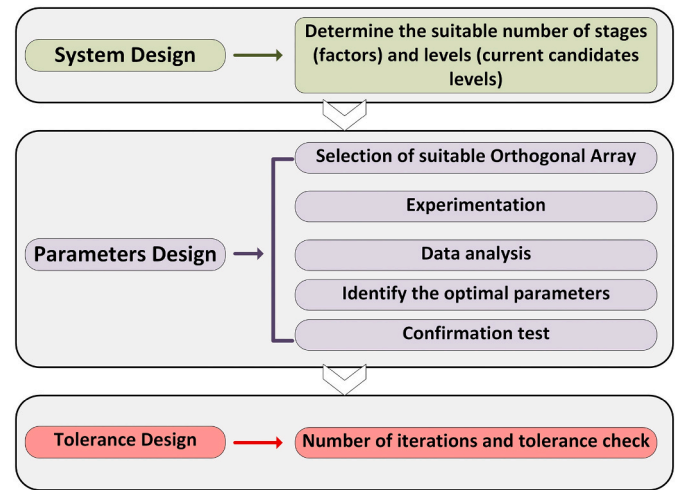 System Design
Determine the suitable number of stages
(factors) and levels (current candidates
levels)
Parameters Design
Selection of suitable Orthogonal Array
Experimentation
Data analysis
Identify the optimal parameters
Confirmation test
Tolerance Design
Number of iterations and tolerance check